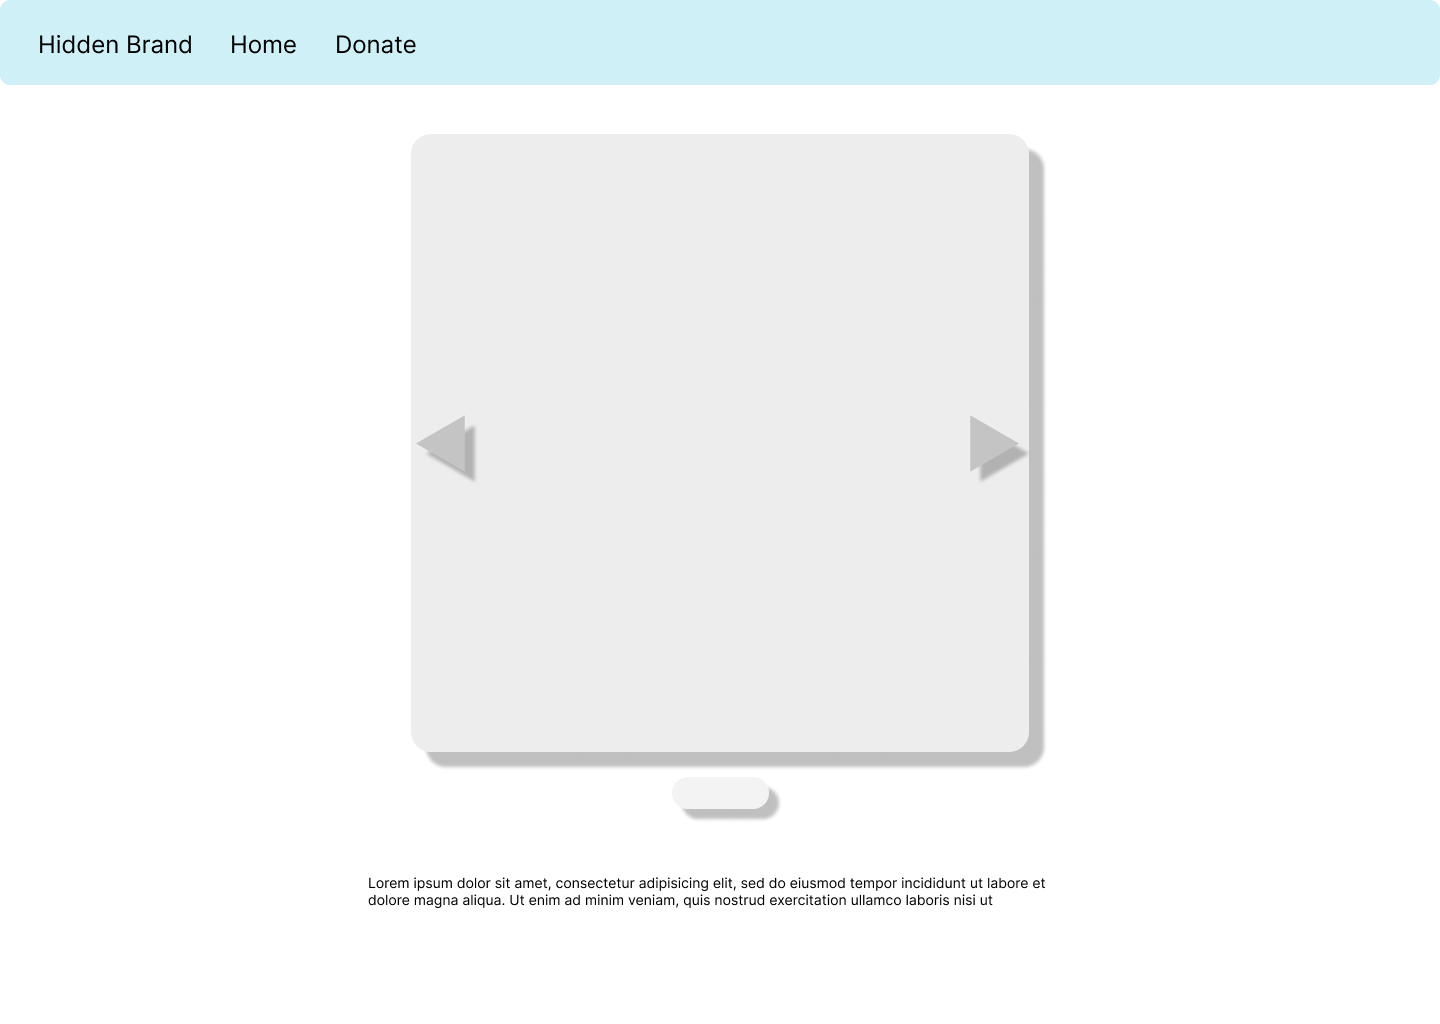 Hidden Brand Home Donate
Lorem ipsum dolor sit amet, consectetur adipisicing elit, sed do eiusmod tempor incididunt ut labore et
dolore magna aliqua. Ut enim ad minim veniam, quis nostrud exercitation ullamco laboris nisi ut